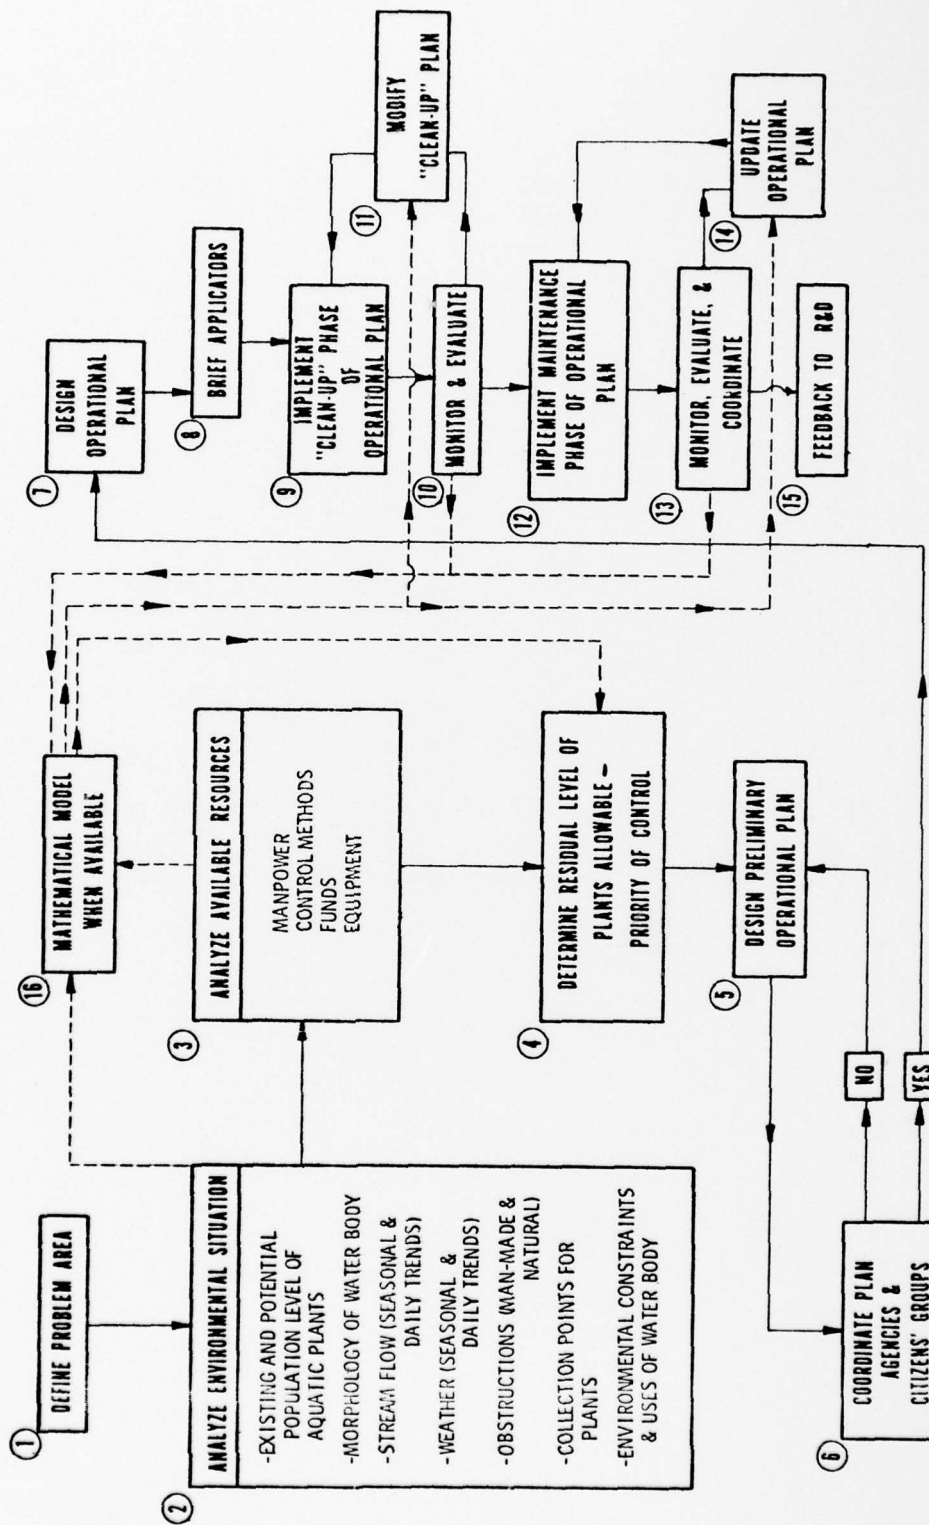 1
DEFINE PROBLEM AREA
2
ANALYZE ENVIRONMENTAL SITUATION
-EXISTING AND POTENTIAL
POPULATION LEVEL OF
AQUATIC PLANTS
-MORPHOLOGY OF WATER BODY
-STREAM FLOW (SEASONAL &
DAILY TRENDS)
-WEATHER (SEASONAL &
DAILY TRENDS)
-OBSTRUCTIONS (MAN-MADE &
NATURAL)
-COLLECTION POINTS FOR
PLANTS
-ENVIRONMENTAL CONSTRAINTS
& USES OF WATER BODY
3
ANALYZE AVAILABLE RESOURCES
MANPOWER
CONTROL METHODS
FUNDS
EQUIPMENT
4
DETERMINE RESIDUAL LEVEL OF
PLANTS ALLOWABLE –
PRIORITY OF CONTROL
5
DESIGN PRELIMINARY
OPERATIONAL PLAN
6
COORDINATE PLAN
AGENCIES &
CITIZENS' GROUPS
NO
YES
7
DESIGN
OPERATIONAL
PLAN
8
BRIEF APPLICATORS
9
IMPLEMENT
"CLEAN-UP" PHASE
OF
OPERATIONAL PLAN
10
MONITOR & EVALUATE
11
MODIFY
"CLEAN-UP" PLAN
12
IMPLEMENT MAINTENANCE
PHASE OF OPERATIONAL
PLAN
13
MONITOR, EVALUATE, &
COORDINATE
14
UPDATE
OPERATIONAL
PLAN
15
FEEDBACK TO R&D
16
MATHEMATICAL MODEL
WHEN AVAILABLE